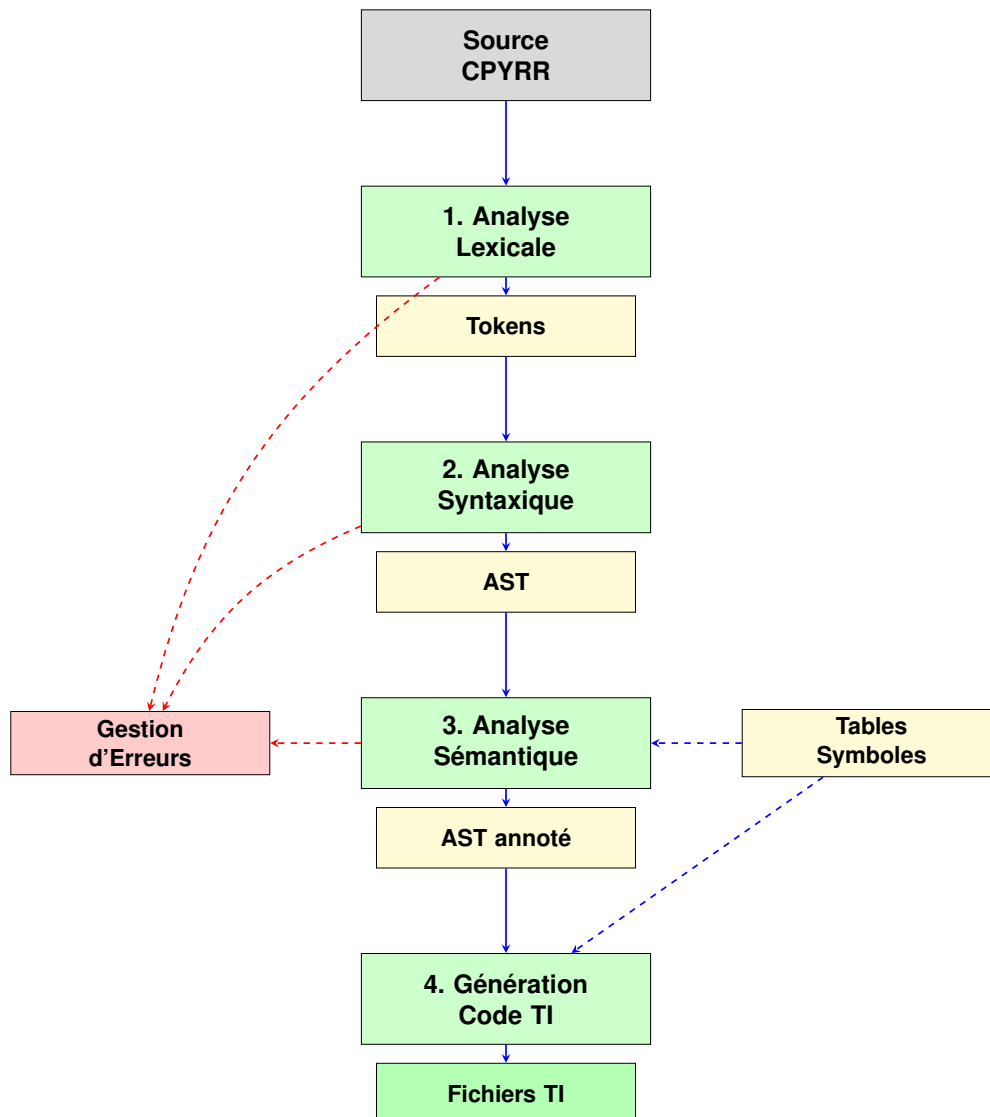 Source
CPYRR
1. Analyse
Lexicale
Tokens
2. Analyse
Syntaxique
AST
Gestion
d'Erreurs
3. Analyse
Sémantique
Tables
Symboles
AST annoté
4. Génération
Code TI
Fichiers TI